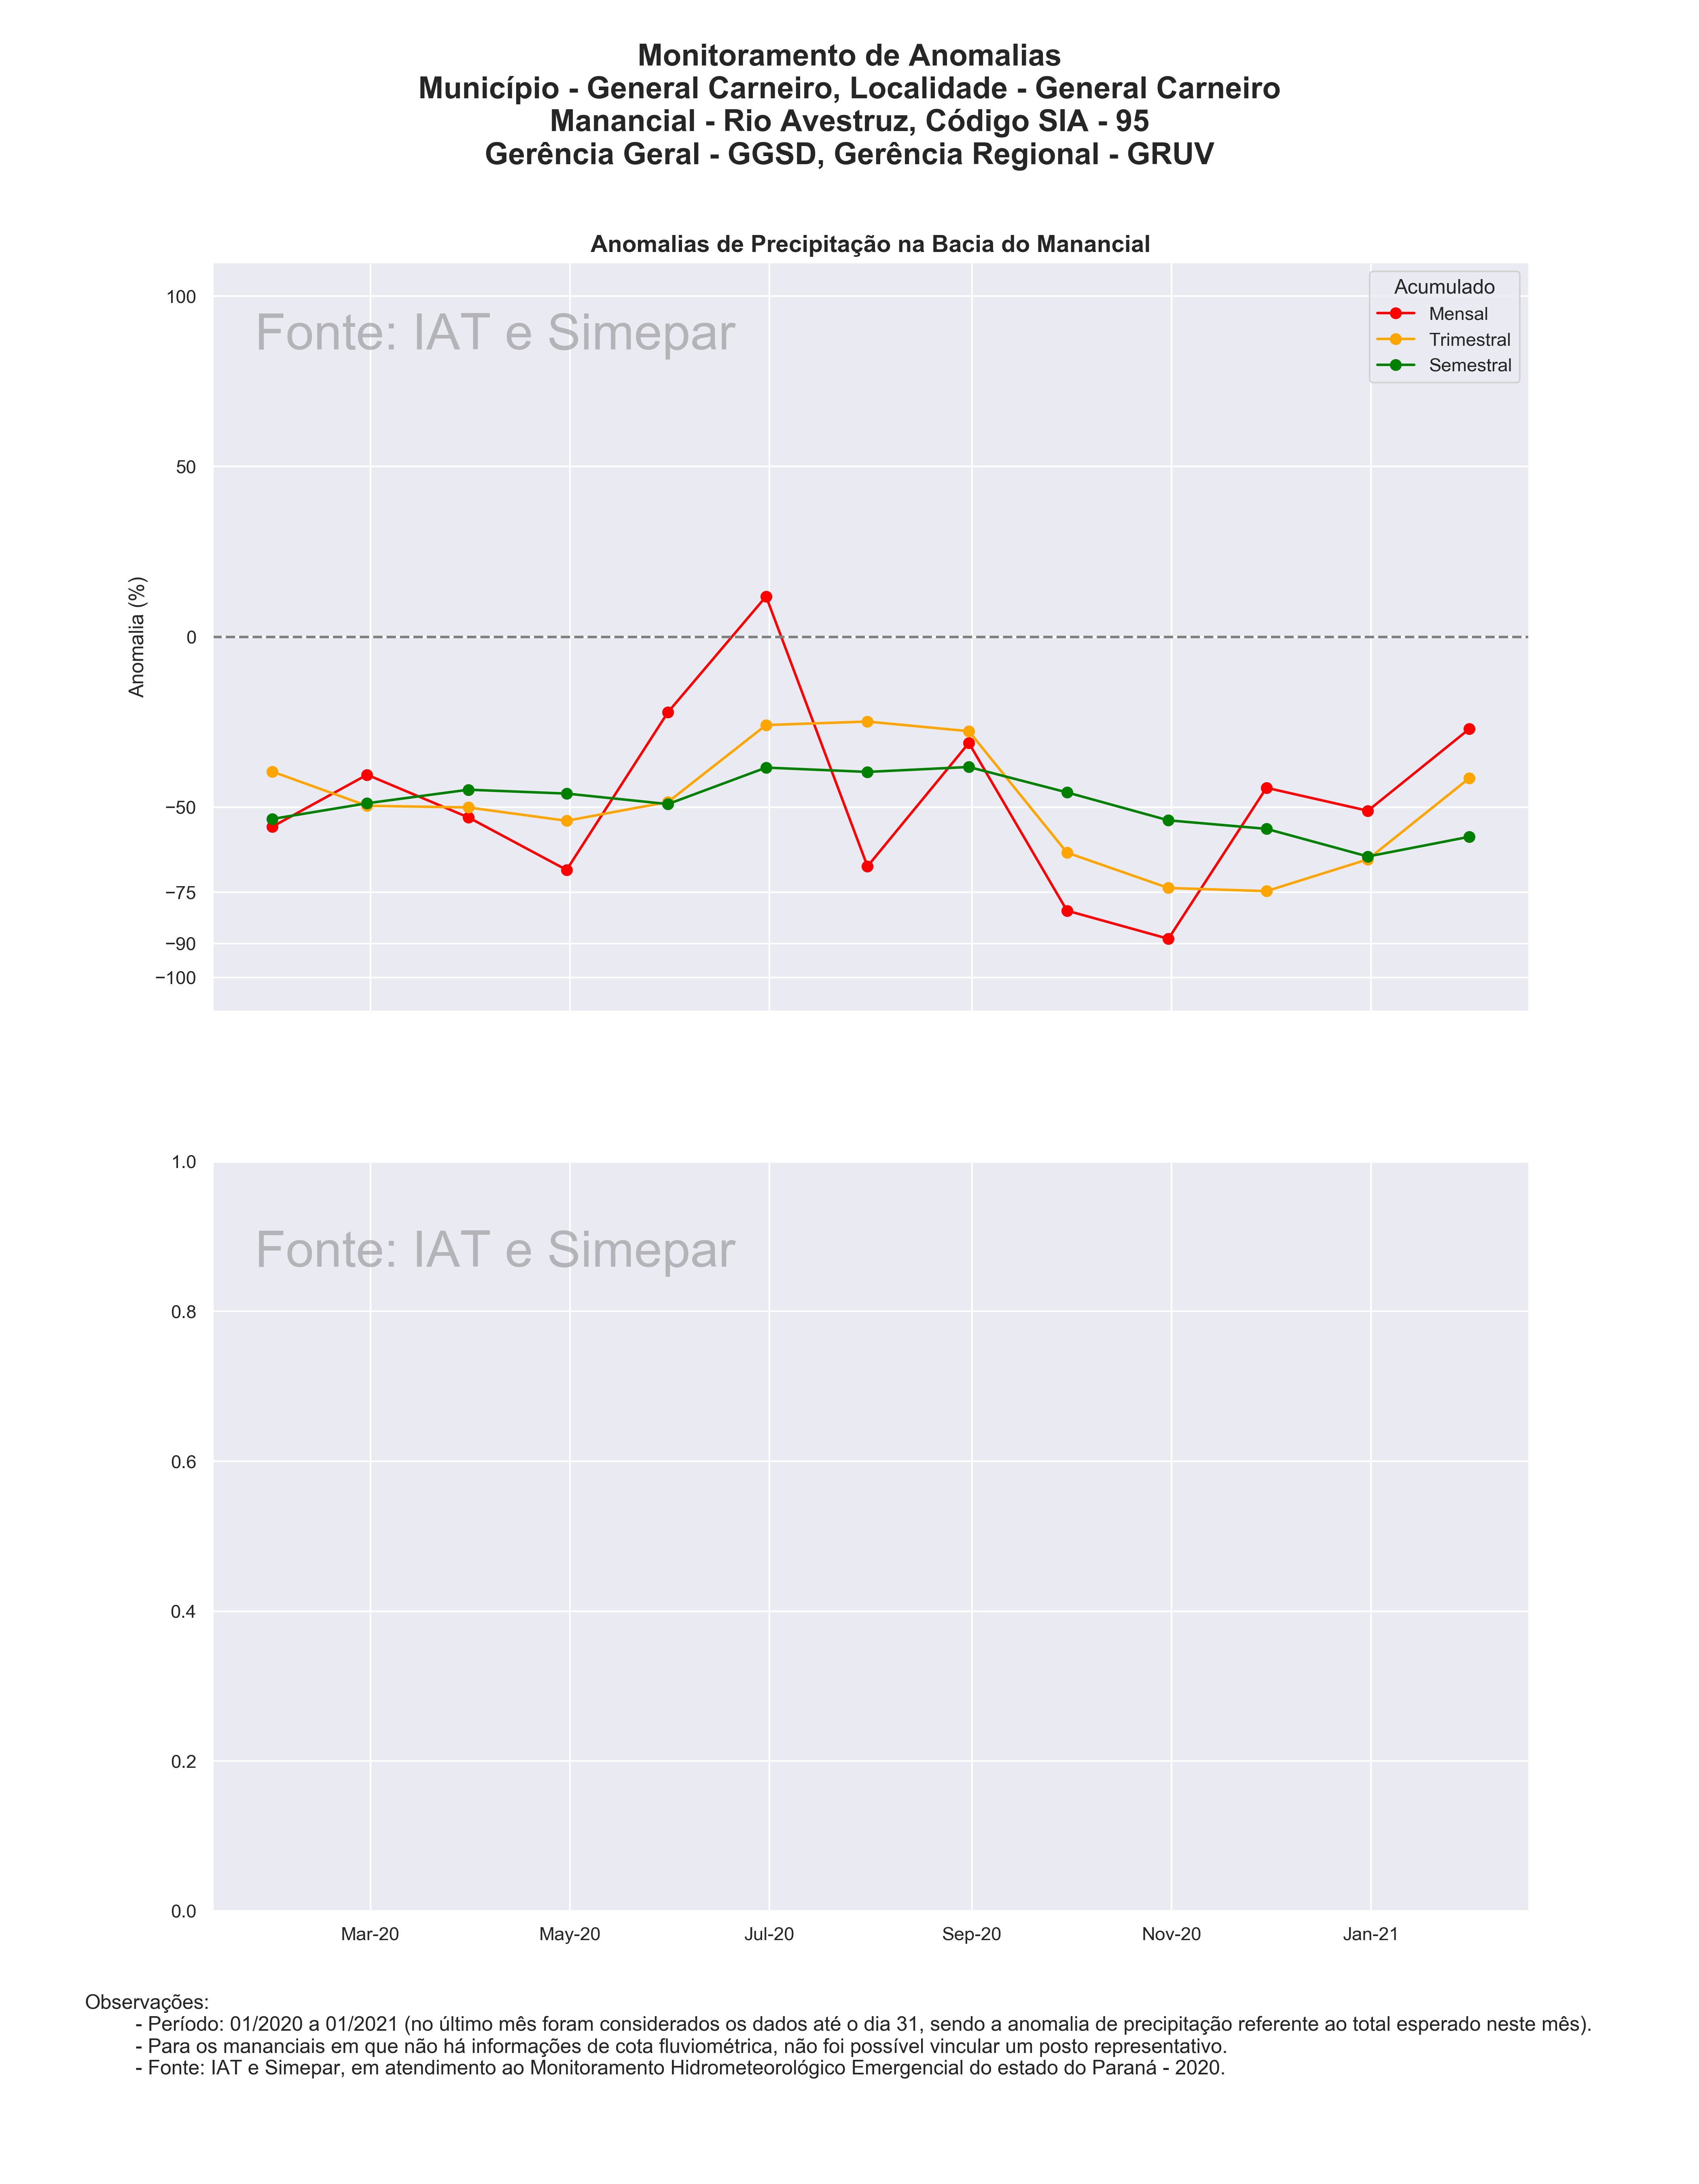 Monitoramento de Anomalias
Município - General Carneiro, Localidade - General Carneiro
Manancial - Rio Avestruz, Código SIA - 95
Gerência Geral - GGSD, Gerência Regional - GRUV
Anomalias de Precipitação na Bacia do Manancial
Fonte: IAT e Simepar
Acumulado
Mensal
Trimestral
Semestral
Anomalia (%)
100
50
0
−50
−75
−90
−100
Fonte: IAT e Simepar
1.0
0.8
0.6
0.4
0.2
0.0
Mar-20 May-20 Jul-20 Sep-20 Nov-20 Jan-21
Observações:
- Período: 01/2020 a 01/2021 (no último mês foram considerados os dados até o dia 31, sendo a anomalia de precipitação referente ao total esperado neste mês).
- Para os mananciais em que não há informações de cota fluviométrica, não foi possível vincular um posto representativo.
- Fonte: IAT e Simepar, em atendimento ao Monitoramento Hidrometeorológico Emergencial do estado do Paraná - 2020.